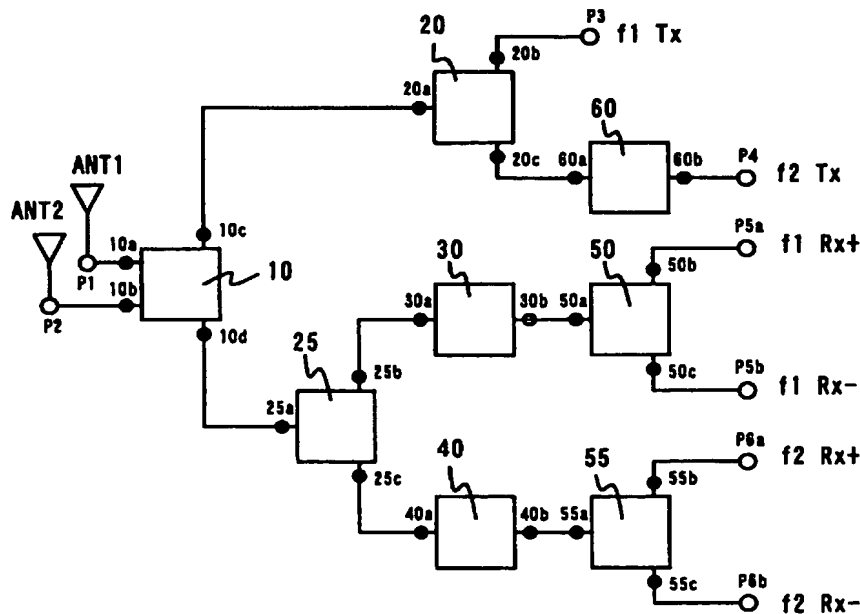 P3
f1 Tx
20
20b
20a
60
20c
60a
60b
P4
f2 Tx
ANT1
ANT2
10c
P5a
f1 Rx+
10a
P1
10
30
50
50b
10b
P2
30a
30b
50a
10d
25
25b
50c
P5b
f1 Rx-
25a
P6a
f2 Rx+
25c
40
55
55b
40a
40b
55a
55c
P6b
f2 Rx-